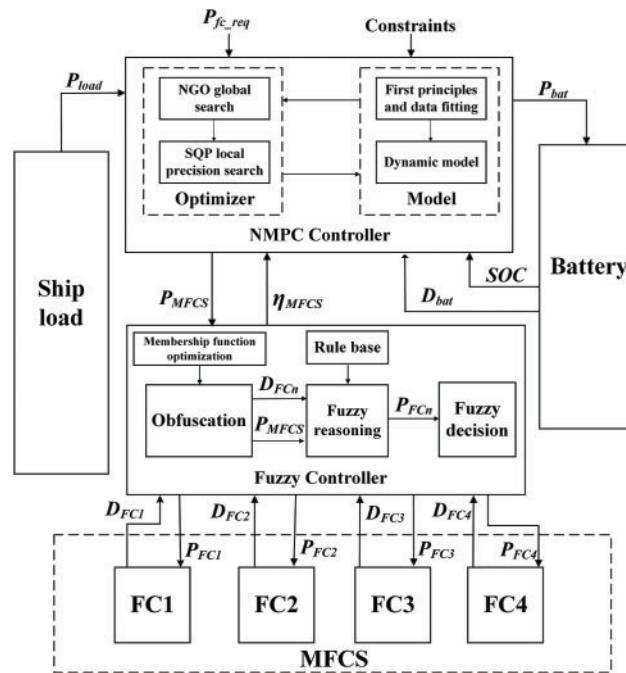 P_fc_req
Constraints
P_load
NGO global
search
First principles
and data fitting
P_bat
SQP local
precision search
Dynamic model
Optimizer
Model
NMPC Controller
Ship
load
Battery
SOC
D_bat
P_MFCS
η_MFCS
Membership function
optimization
Rule base
Obfuscation
D_FCn
P_MFCS
Fuzzy
reasoning
P_FCn
Fuzzy
decision
Fuzzy Controller
D_FC1
P_FC1
D_FC2
P_FC2
D_FC3
P_FC3
D_FC4
P_FC4
FC1
FC2
FC3
FC4
MFCS